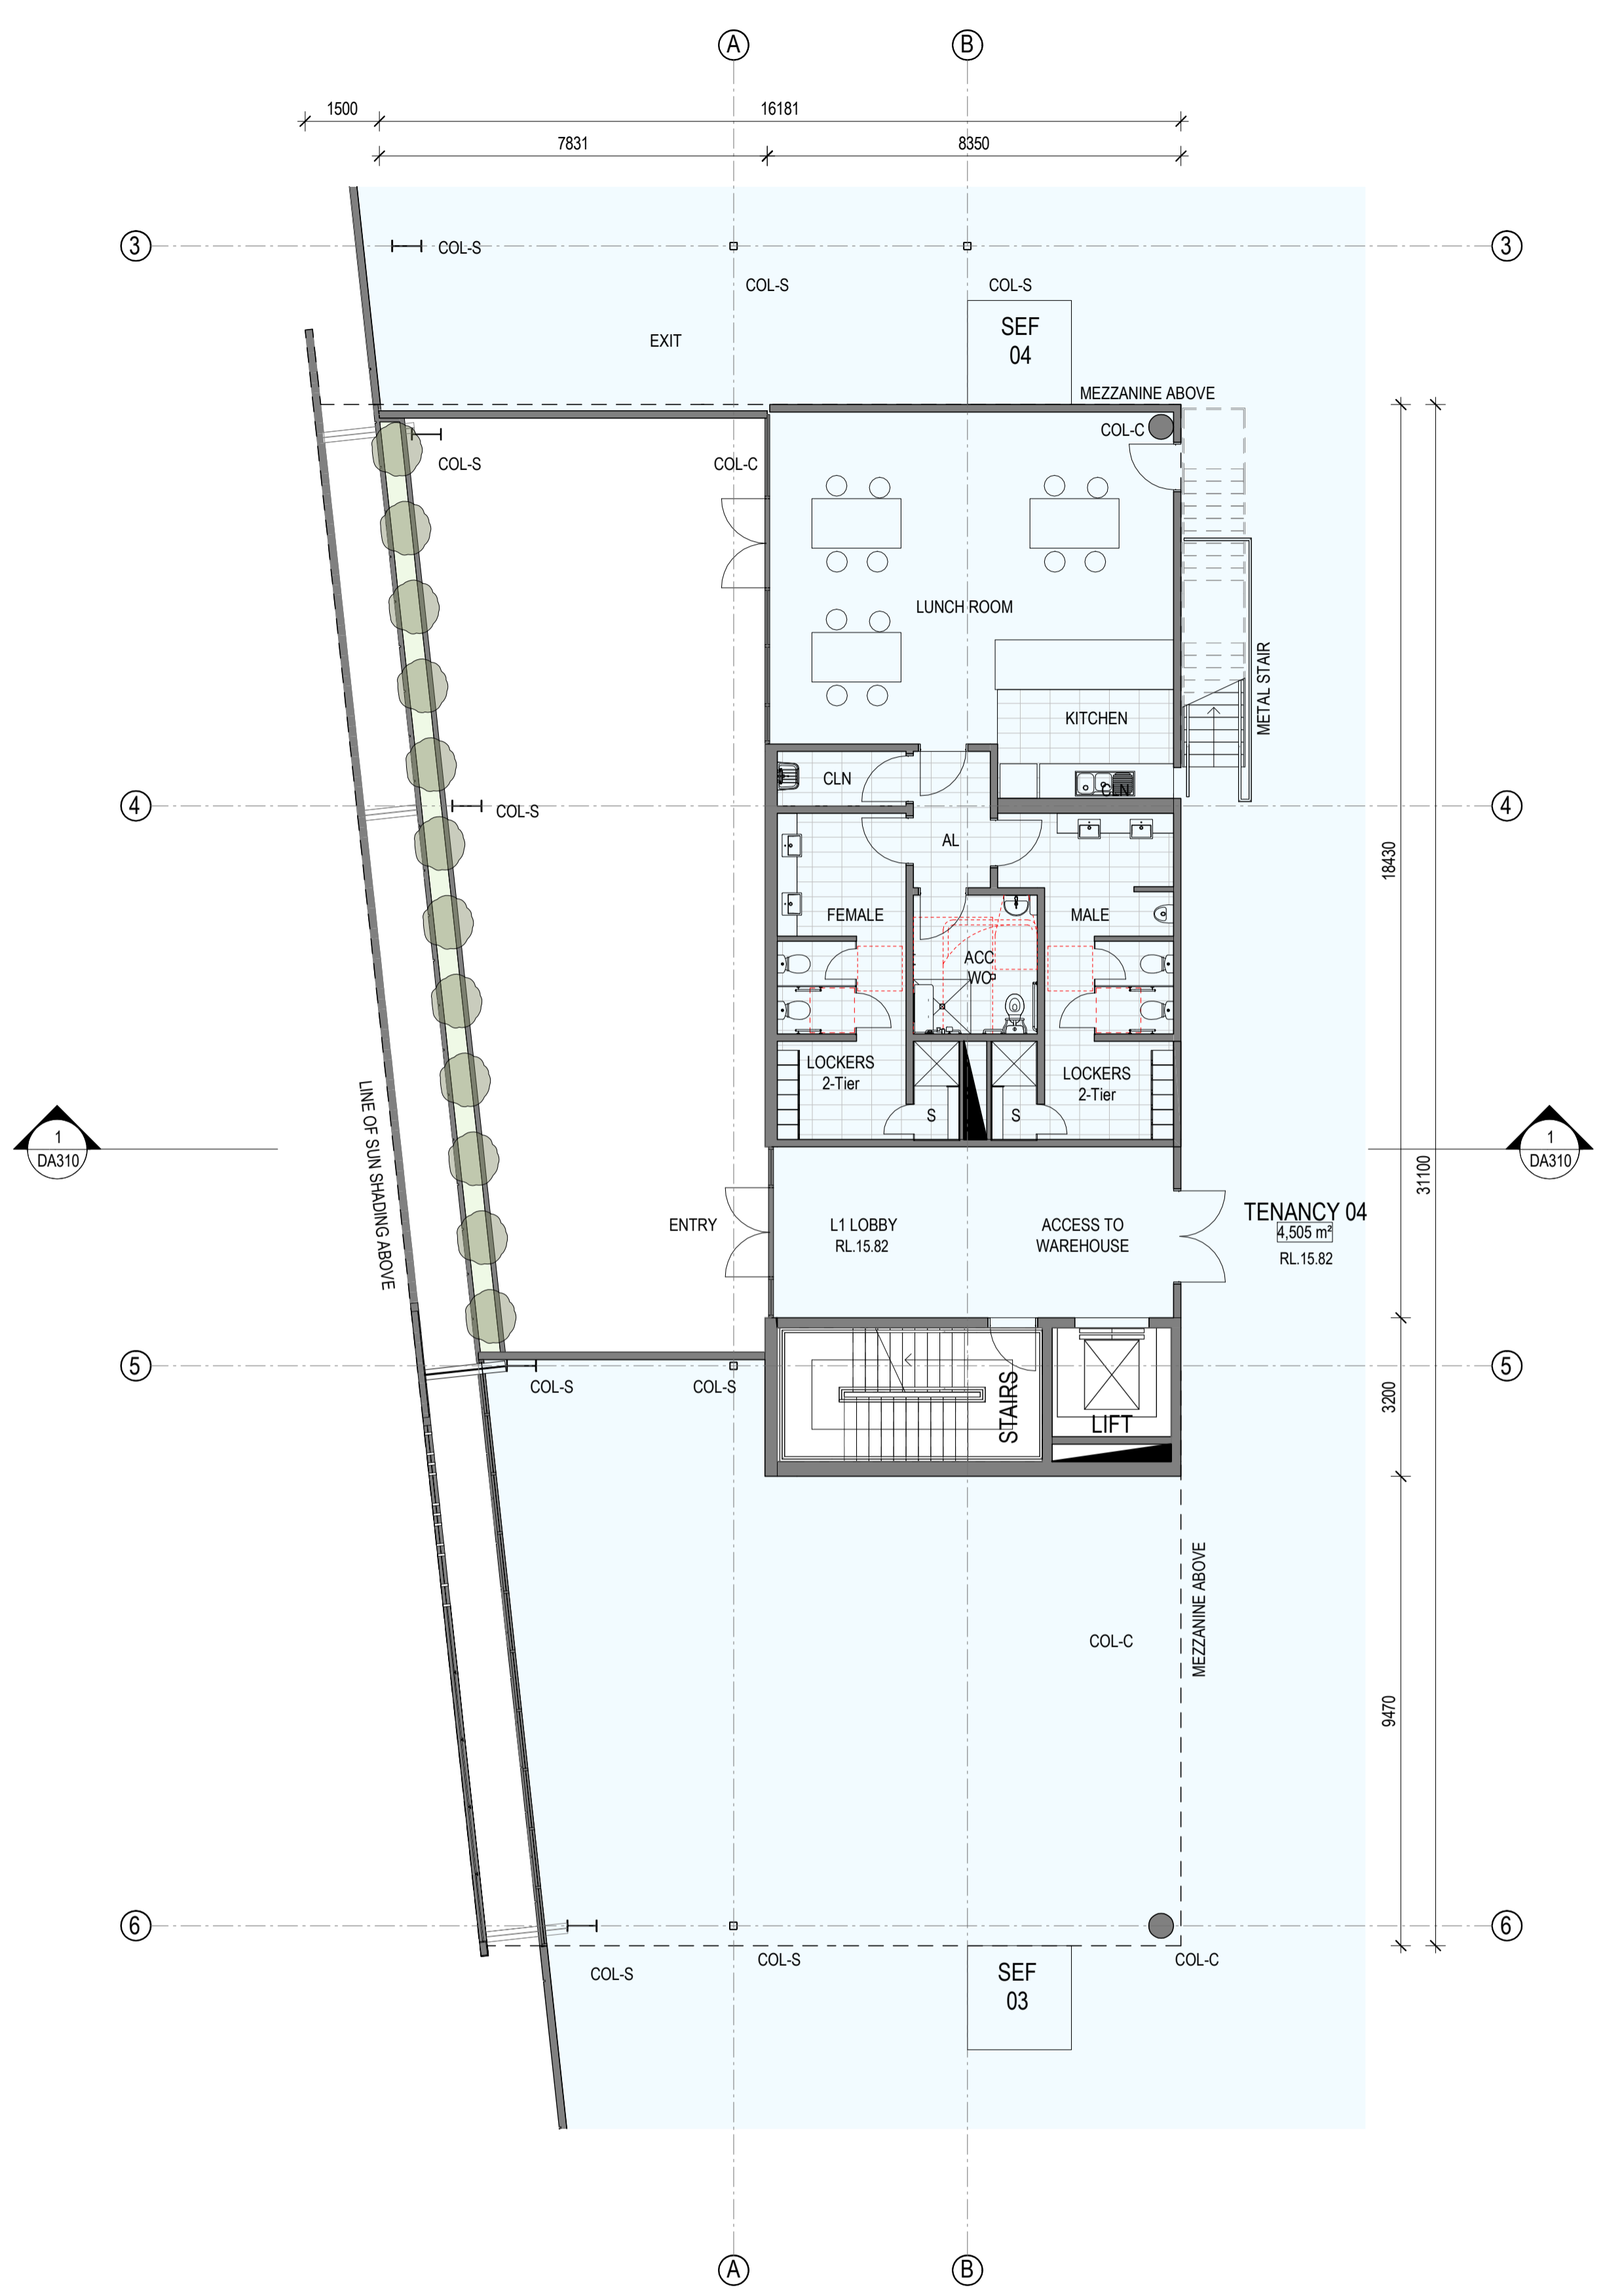 A
B
1500
16181
7831
8350
3
COL-S
3
COL-S
COL-S
EXIT
SEF
04
MEZZANINE ABOVE
COL-C
COL-S
COL-C
LUNCH ROOM
METAL STAIR
KITCHEN
CLN
CLN
4
COL-S
4
AL
18430
FEMALE
MALE
ACC
WC
LOCKERS
2-Tier
LOCKERS
2-Tier
S
S
LINE OF SUN SHADING ABOVE
1
DA310
1
DA310
31100
ENTRY
L1 LOBBY
RL.15.82
ACCESS TO
WAREHOUSE
TENANCY 04
4,505 m²
RL.15.82
5
COL-S
COL-S
STAIRS
LIFT
5
3200
MEZZANINE ABOVE
COL-C
9470
6
6
COL-S
COL-S
COL-C
SEF
03
A
B